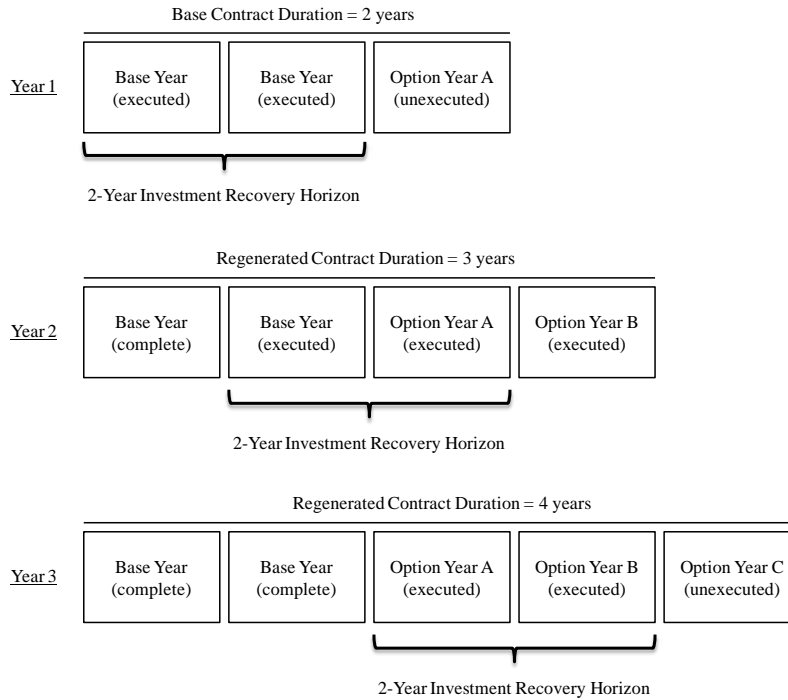 Base Contract Duration = 2 years
Year 1
Base Year
(executed)
Base Year
(executed)
Option Year A
(unexecuted)
2-Year Investment Recovery Horizon
Regenerated Contract Duration = 3 years
Year 2
Base Year
(complete)
Base Year
(executed)
Option Year A
(executed)
Option Year B
(executed)
2-Year Investment Recovery Horizon
Regenerated Contract Duration = 4 years
Year 3
Base Year
(complete)
Base Year
(complete)
Option Year A
(executed)
Option Year B
(executed)
Option Year C
(unexecuted)
2-Year Investment Recovery Horizon